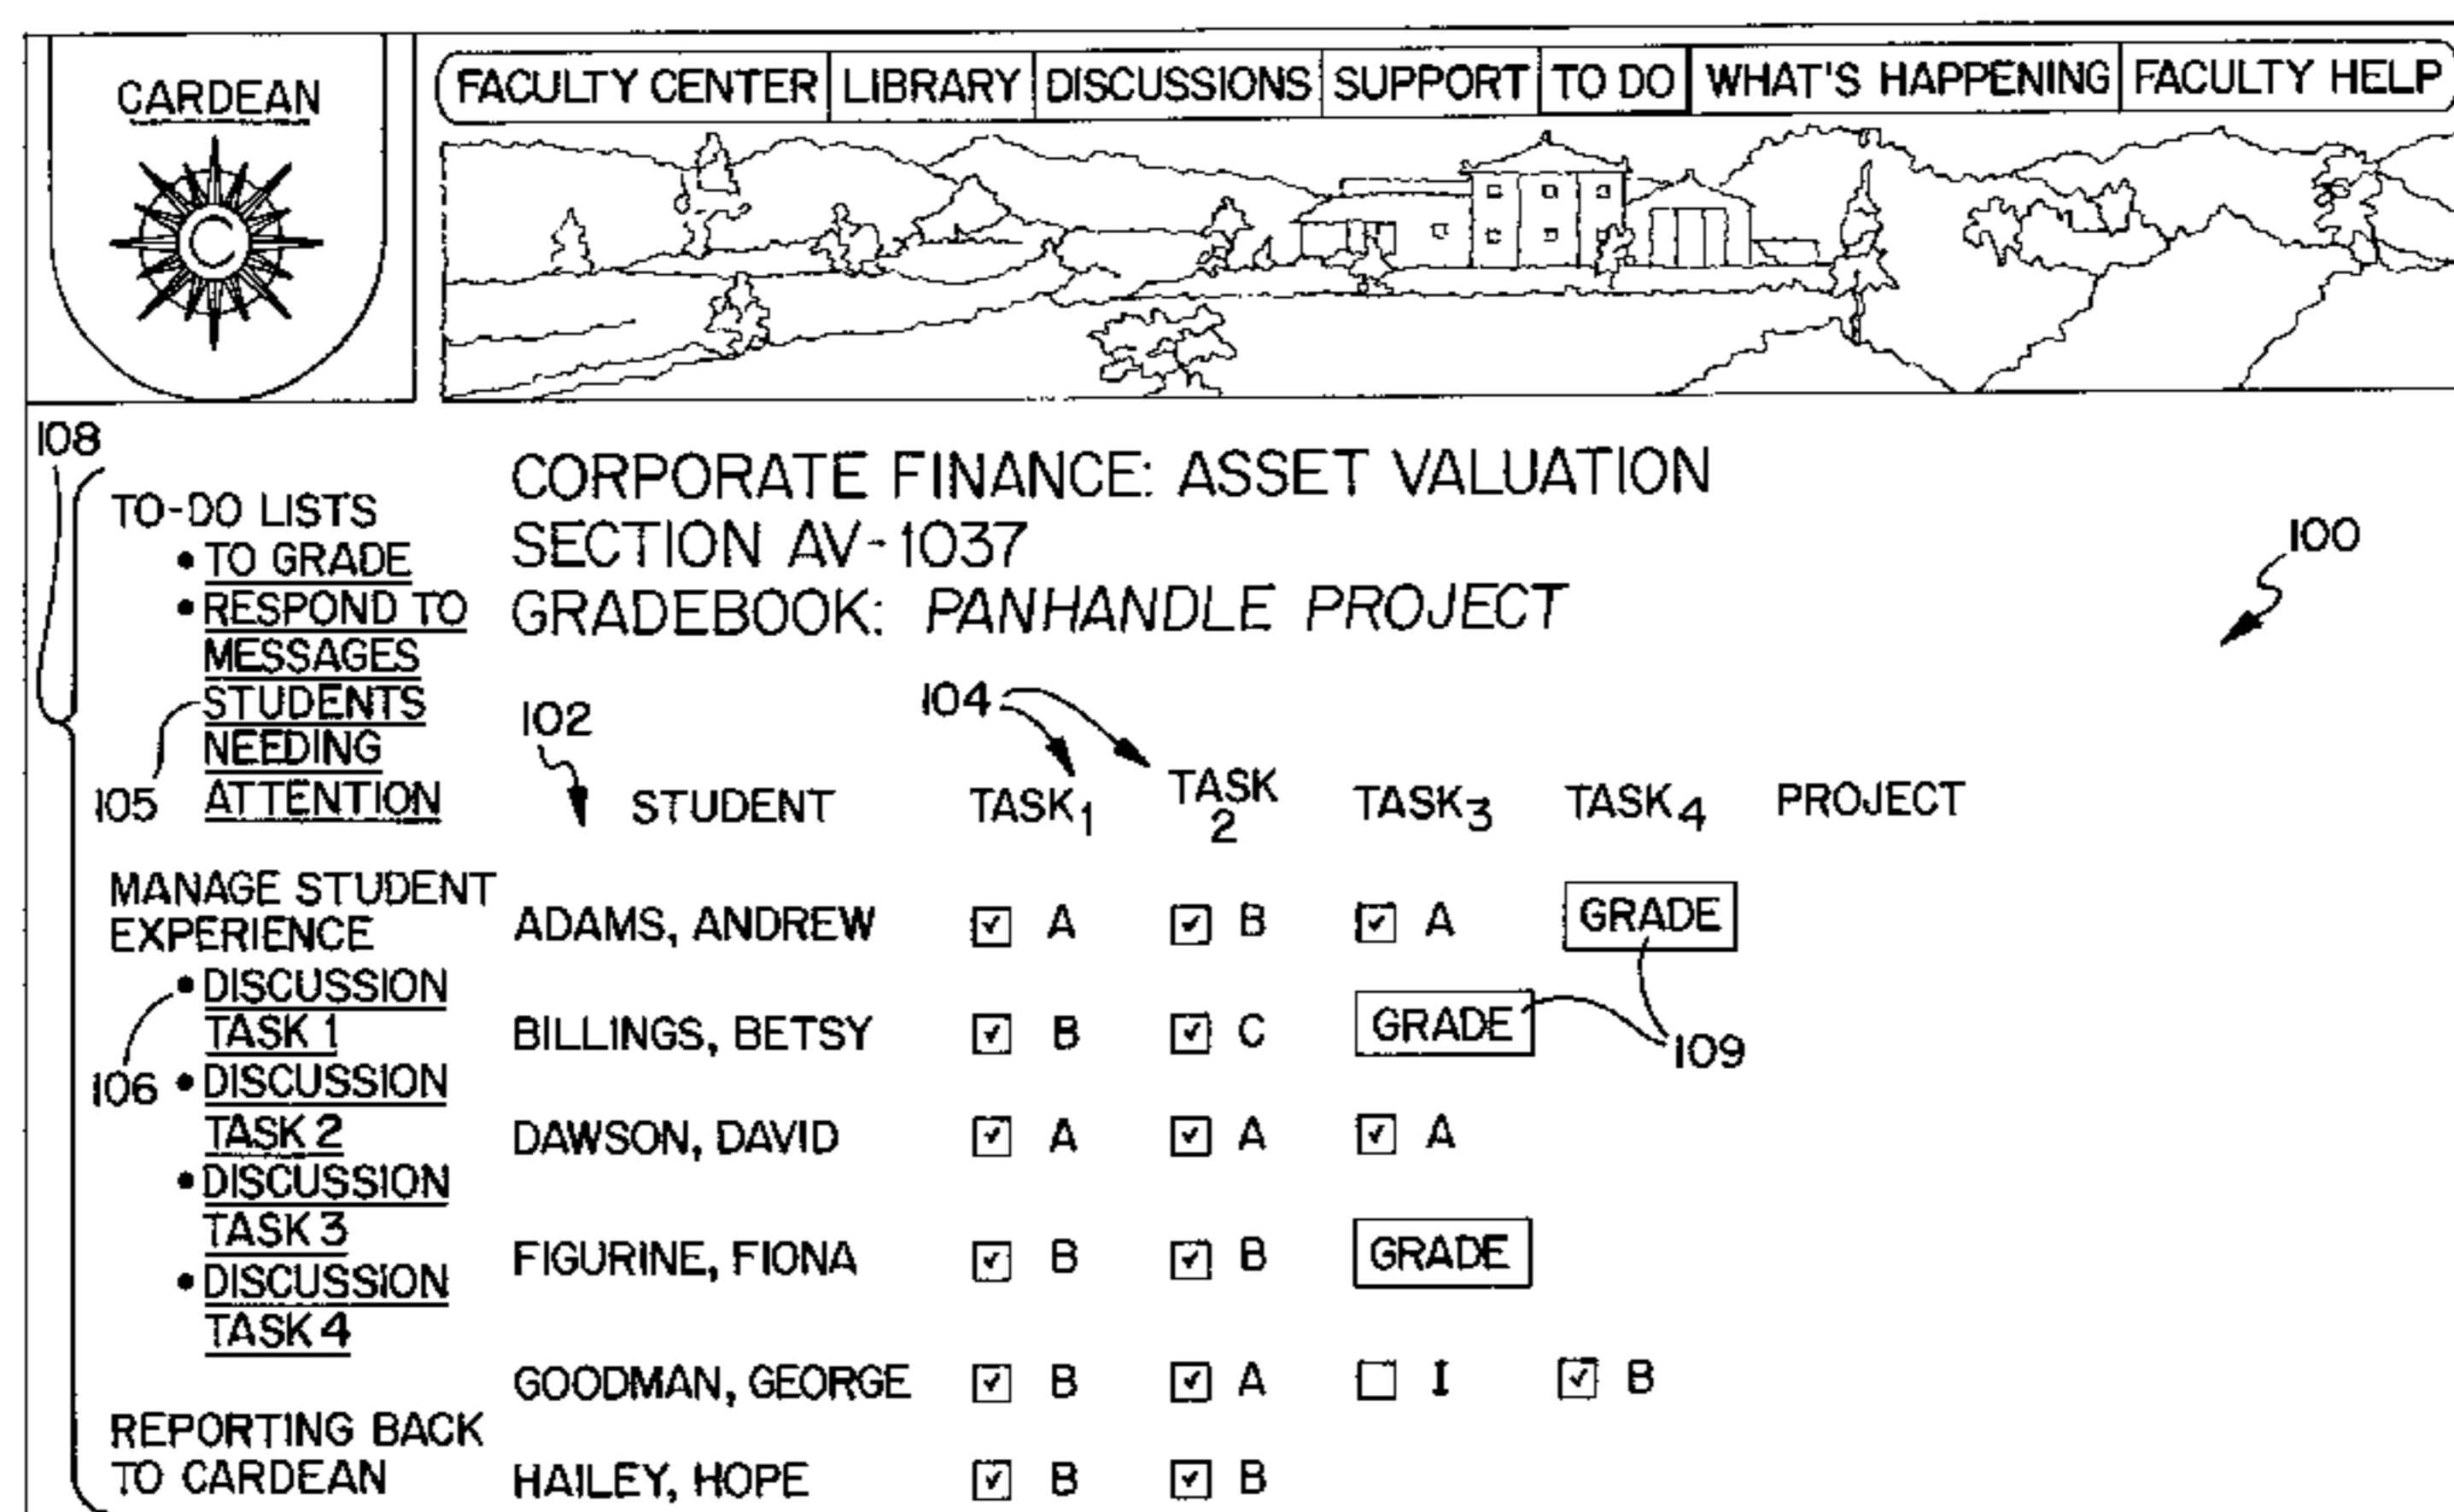 CARDEAN
FACULTY CENTER LIBRARY DISCUSSIONS SUPPORT TO DO WHAT'S HAPPENING FACULTY HELP
108
TO-DO LISTS
• TO GRADE
• RESPOND TO
MESSAGES
STUDENTS
NEEDING
105 ATTENTION
MANAGE STUDENT
EXPERIENCE
• DISCUSSION
TASK 1
106 • DISCUSSION
TASK 2
• DISCUSSION
TASK 3
• DISCUSSION
TASK 4
REPORTING BACK
TO CARDEAN
CORPORATE FINANCE: ASSET VALUATION
SECTION AV-1037
GRADEBOOK: PANHANDLE PROJECT
100
102
104
STUDENT TASK1 TASK 2 TASK3 TASK4 PROJECT
ADAMS, ANDREW A B A GRADE
BILLINGS, BETSY B C GRADE
109
DAWSON, DAVID A A A
FIGURINE, FIONA B B GRADE
GOODMAN, GEORGE B A I B
HAILEY, HOPE B B